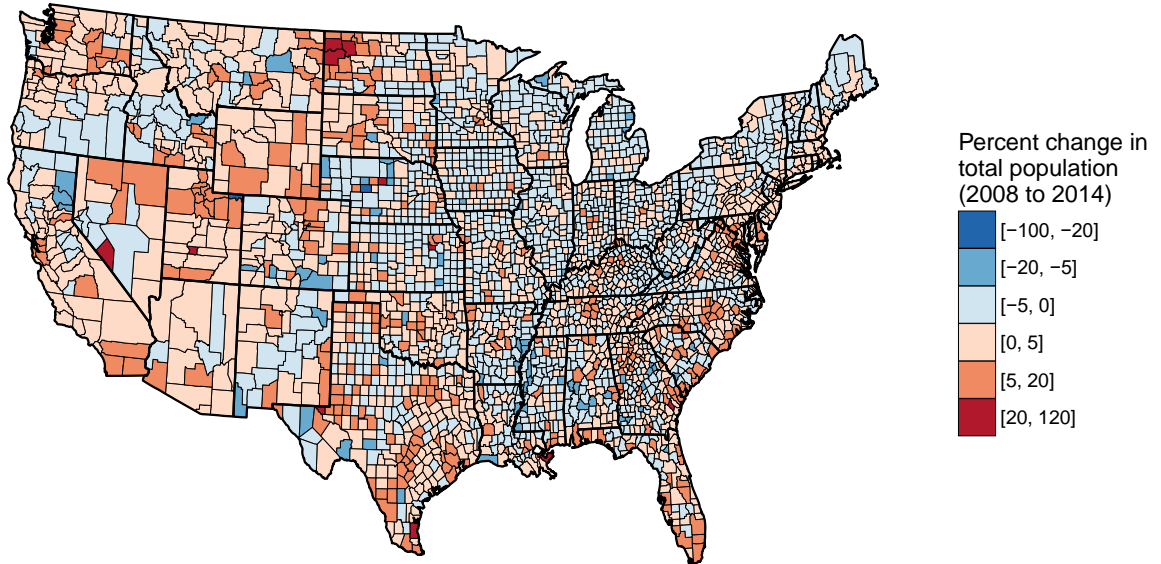 Percent change in
total population
(2008 to 2014)
[−100, −20]
[−20, −5]
[−5, 0]
[0, 5]
[5, 20]
[20, 120]